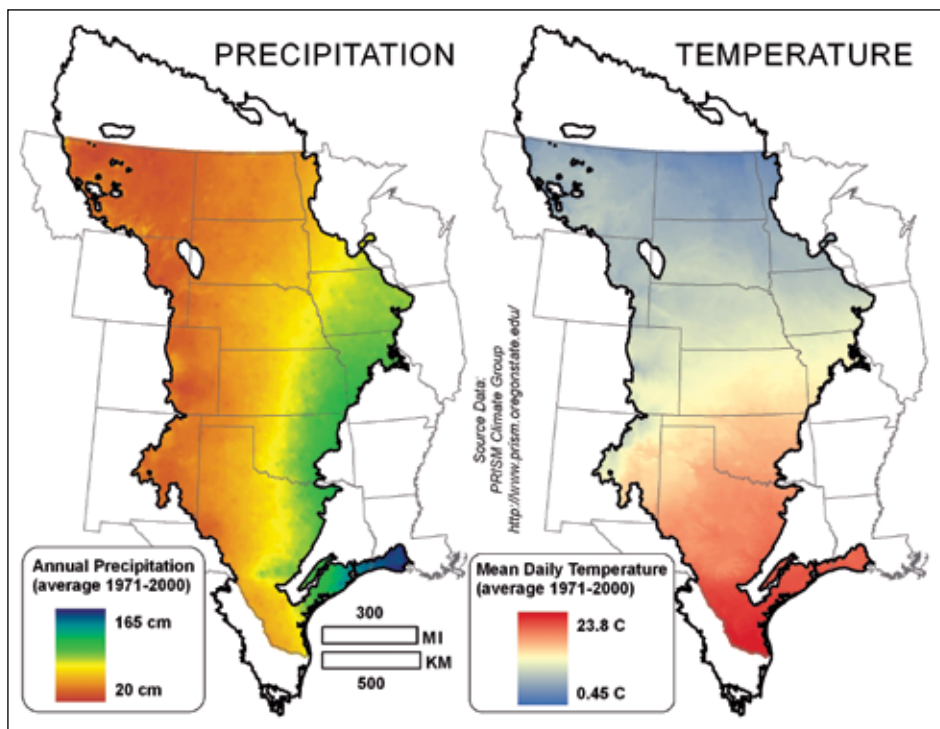 PRECIPITATION
TEMPERATURE
Source Data:
PRISM Climate Group
http://www.prism.oregonstate.edu/
Annual Precipitation
(average 1971-2000)
165 cm
20 cm
300
MI
KM
500
Mean Daily Temperature
(average 1971-2000)
23.8 C
0.45 C